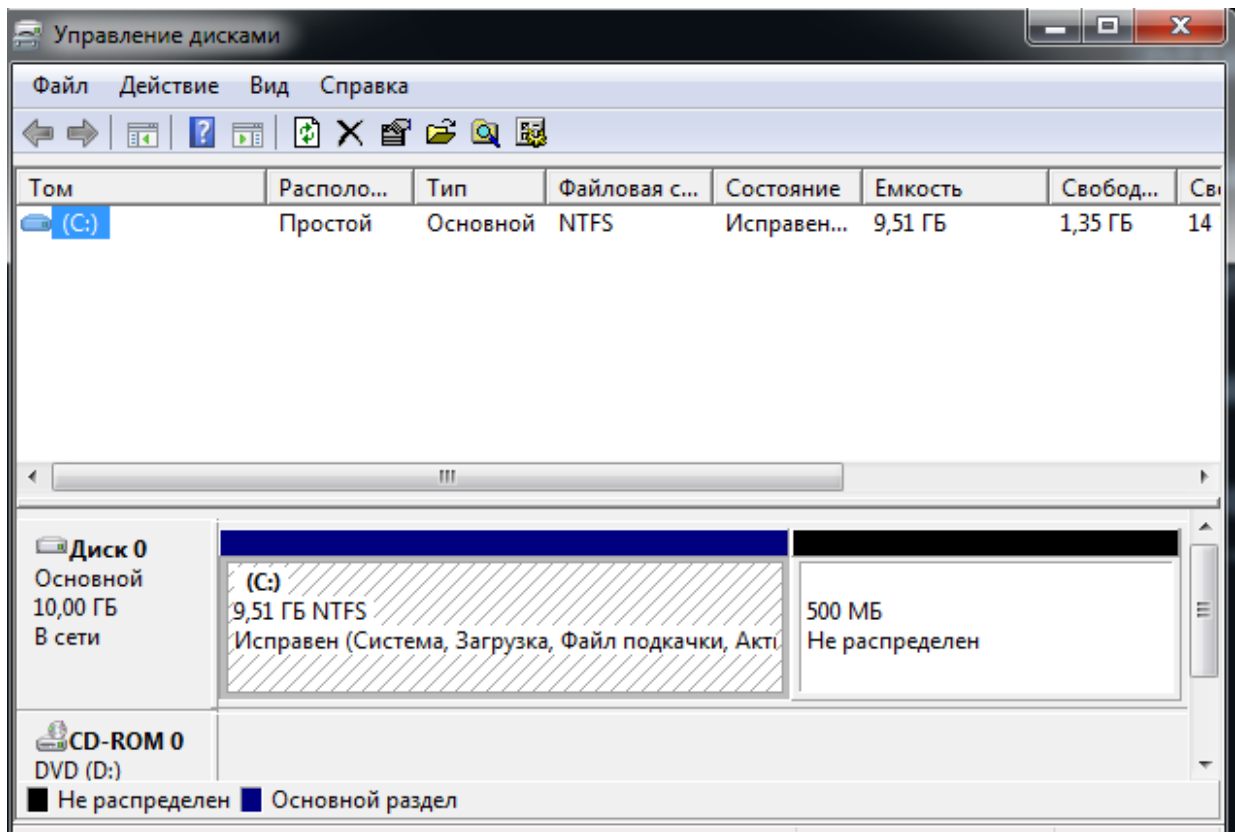 Управление дисками
Файл Действие Вид Справка
Том Располо... Тип Файловая с... Состояние Емкость Свобод... Св
(C:) Простой Основной NTFS Исправен... 9,51 ГБ 1,35 ГБ 14
Диск 0
Основной
10,00 ГБ
В сети
(C:)
9,51 ГБ NTFS
Исправен (Система, Загрузка, Файл подкачки, Акти
500 МБ
Не распределен
CD-ROM 0
DVD (D:)
Не распределен Основной раздел